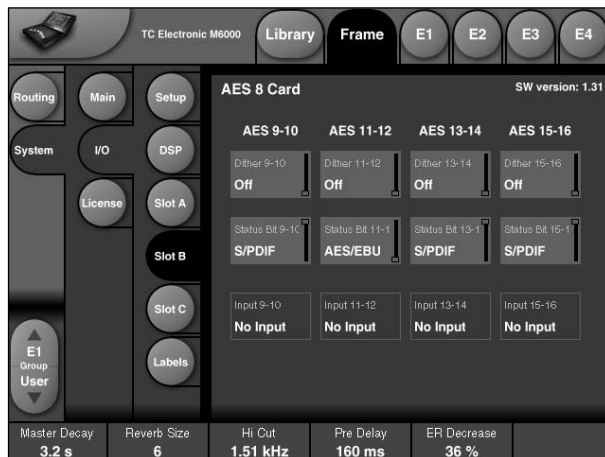 TC Electronic M6000
Library
Frame
E1
E2
E3
E4
Routing
Main
Setup
AES 8 Card
SW version: 1.31
AES 9-10 AES 11-12 AES 13-14 AES 15-16
System
I/O
DSP
Dither 9-10 Dither 11-12 Dither 13-14 Dither 15-16
Off Off Off Off
License
Slot A
Status Bit 9-10 Status Bit 11-1 Status Bit 13-1 Status Bit 15-1
S/PDIF AES/EBU S/PDIF S/PDIF
Slot B
Slot C
Input 9-10 Input 11-12 Input 13-14 Input 15-16
No Input No Input No Input No Input
E1
Group
User
Labels
Master Decay Reverb Size Hi Cut Pre Delay ER Decrease
3.2 s 6 1.51 kHz 160 ms 36 %